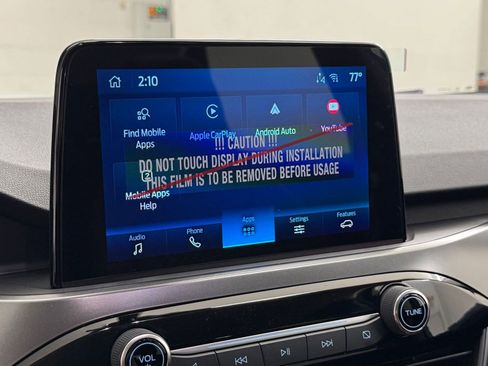 2:10
77°
Find Mobile
Apps
Apple CarPlay
Android Auto
YouTube
!!! CAUTION !!!
DO NOT TOUCH DISPLAY DURING INSTALLATION
THIS FILM IS TO BE REMOVED BEFORE USAGE
Mobile Apps
Help
Audio
Phone
Apps
Settings
Features
VOL
TUNE